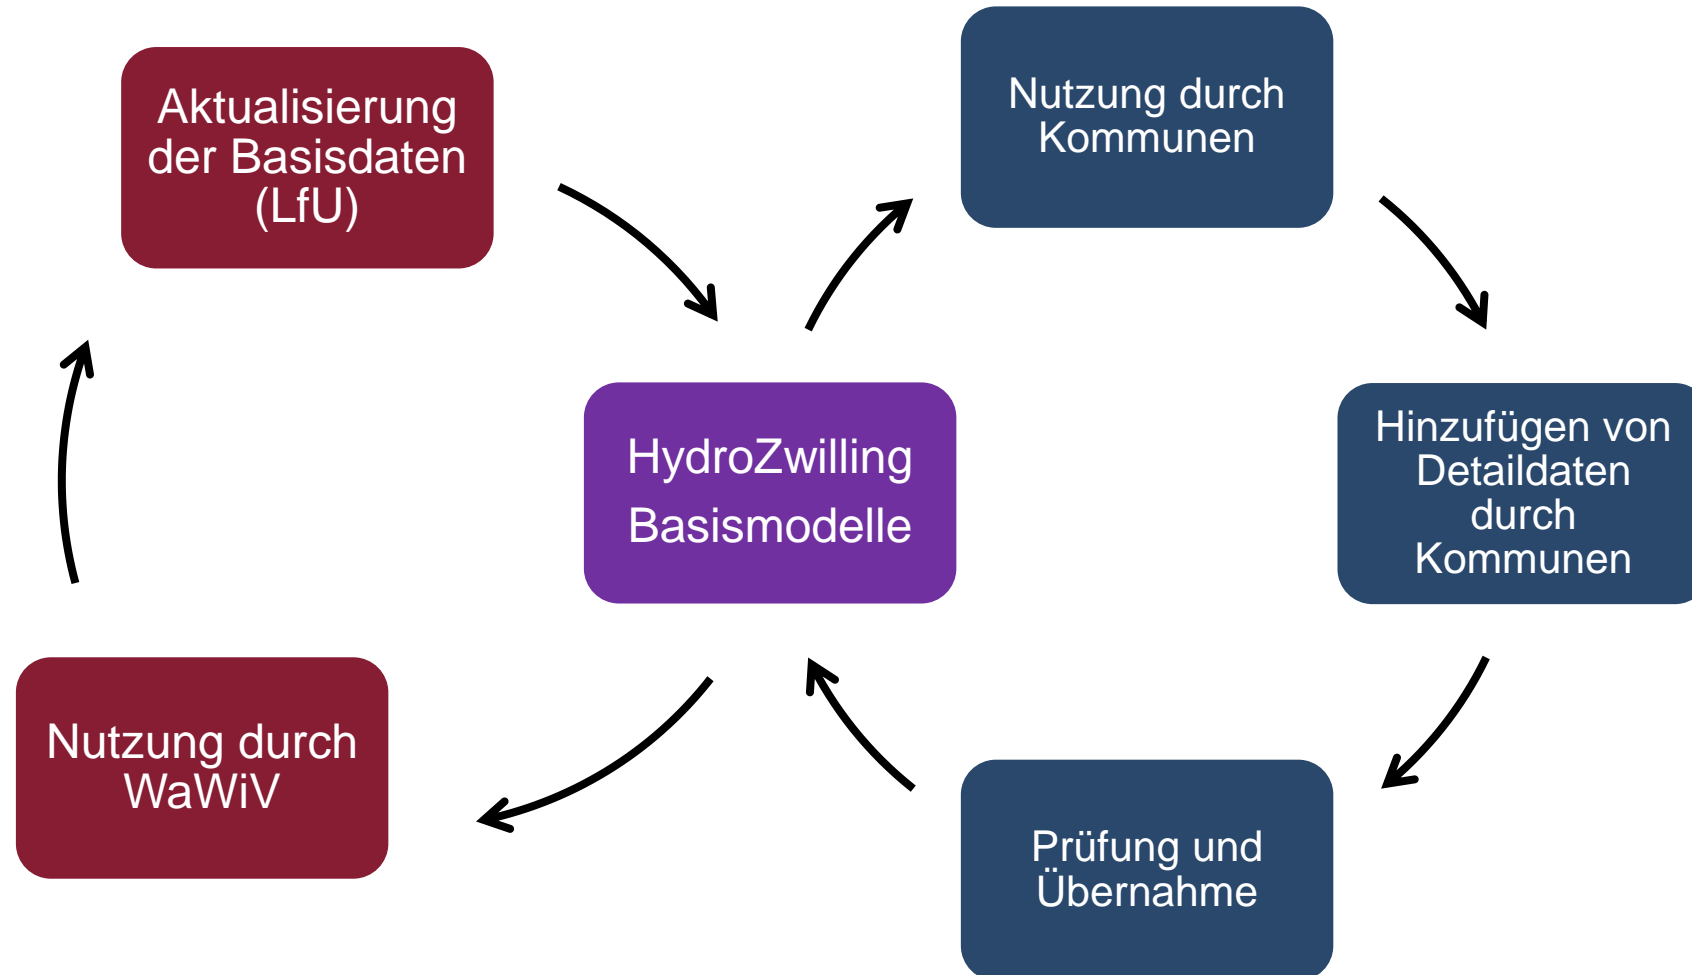 Aktualisierung
der Basisdaten
(LfU)
Nutzung durch
Kommunen
HydroZwilling
Basismodelle
Hinzufügen von
Detaildaten
durch
Kommunen
Nutzung durch
WaWiV
Prüfung und
Übernahme